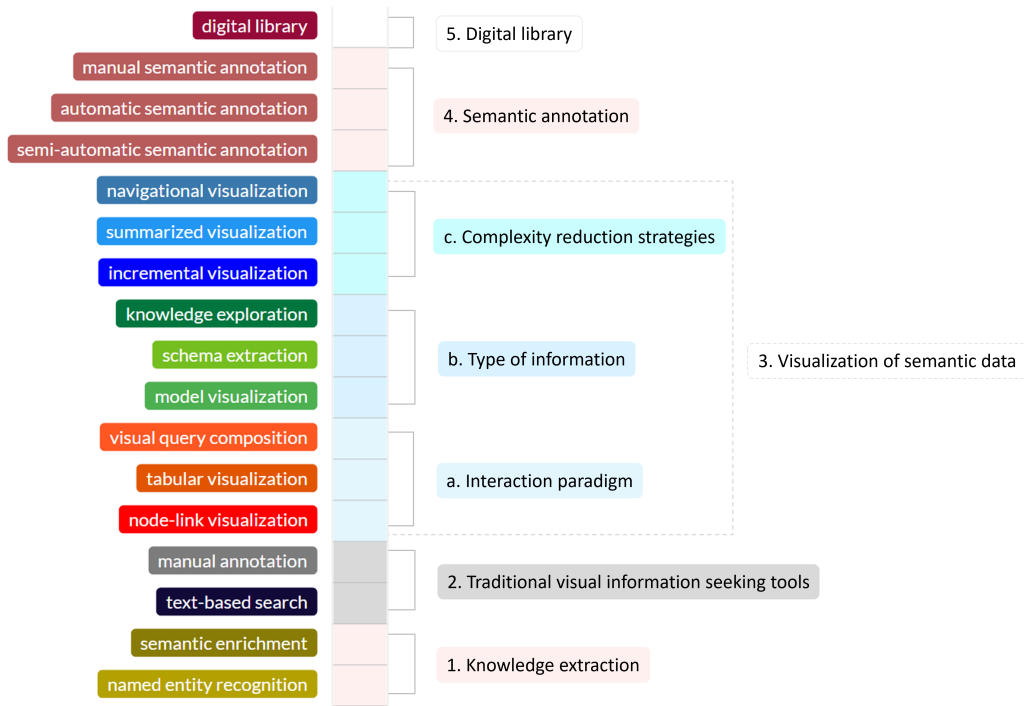 digital library
5. Digital library
manual semantic annotation
automatic semantic annotation
4. Semantic annotation
semi-automatic semantic annotation
navigational visualization
summarized visualization
c. Complexity reduction strategies
incremental visualization
knowledge exploration
schema extraction
b. Type of information
3. Visualization of semantic data
model visualization
visual query composition
tabular visualization
a. Interaction paradigm
node-link visualization
manual annotation
2. Traditional visual information seeking tools
text-based search
semantic enrichment
1. Knowledge extraction
named entity recognition